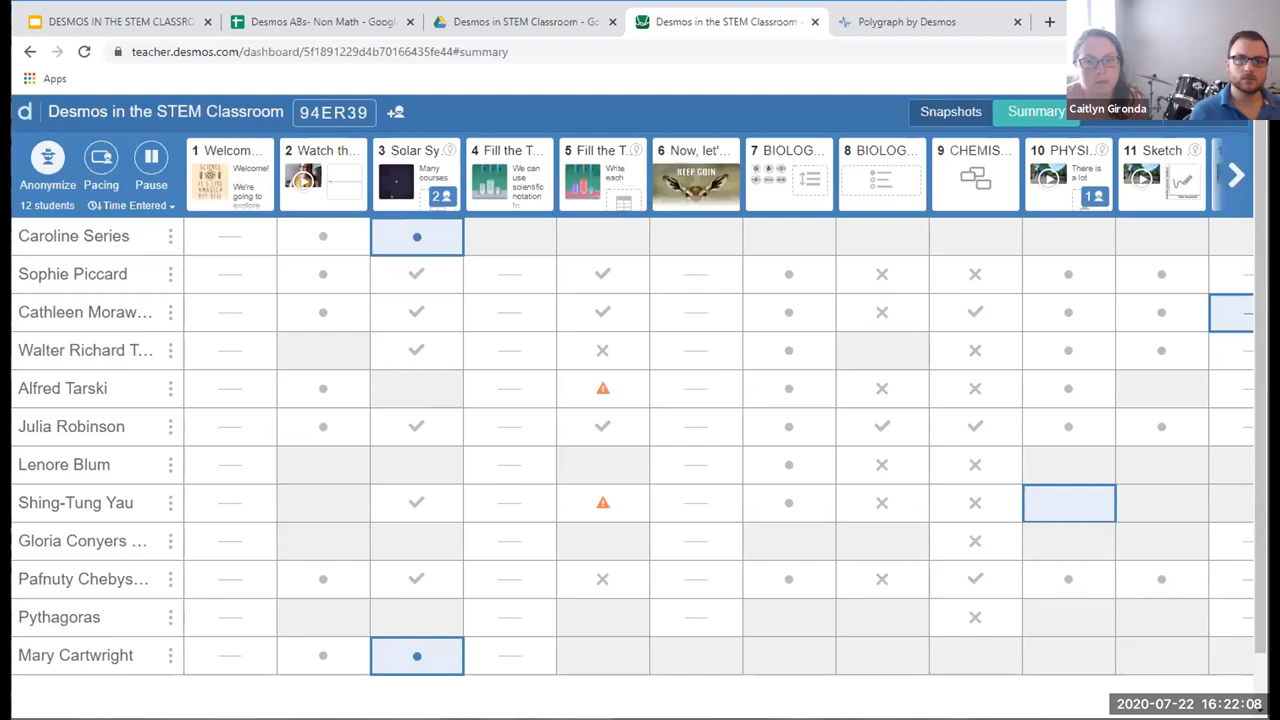 DESMOS IN THE STEM CLASSRO
Desmos ABs- Non Math - Googl
Desmos in STEM Classroom - Go
Desmos in the STEM Classroom -
Polygraph by Desmos
teacher.desmos.com/dashboard/5f1891229d4b70166435fe44#summary
Apps
Caitlyn Gironda
Desmos in the STEM Classroom
94ER39
Snapshots
Summary
Anonymize
Pacing
Pause
12 students
Time Entered
1 Welcom...
Welcome!
We're going to explore
2 Watch th...
3 Solar Sy...
Many courses
2
4 Fill the T...
We can use scientific notation to
5 Fill the T...
Write each
6 Now, let'...
KEEP GOIN
7 BIOLOG...
8 BIOLOG...
9 CHEMIS...
10 PHYSI...
There is a lot
1
11 Sketch
Caroline Series
Sophie Piccard
Cathleen Moraw...
Walter Richard T...
Alfred Tarski
Julia Robinson
Lenore Blum
Shing-Tung Yau
Gloria Conyers ...
Pafnuty Chebys...
Pythagoras
Mary Cartwright
2020-07-22 16:22:08